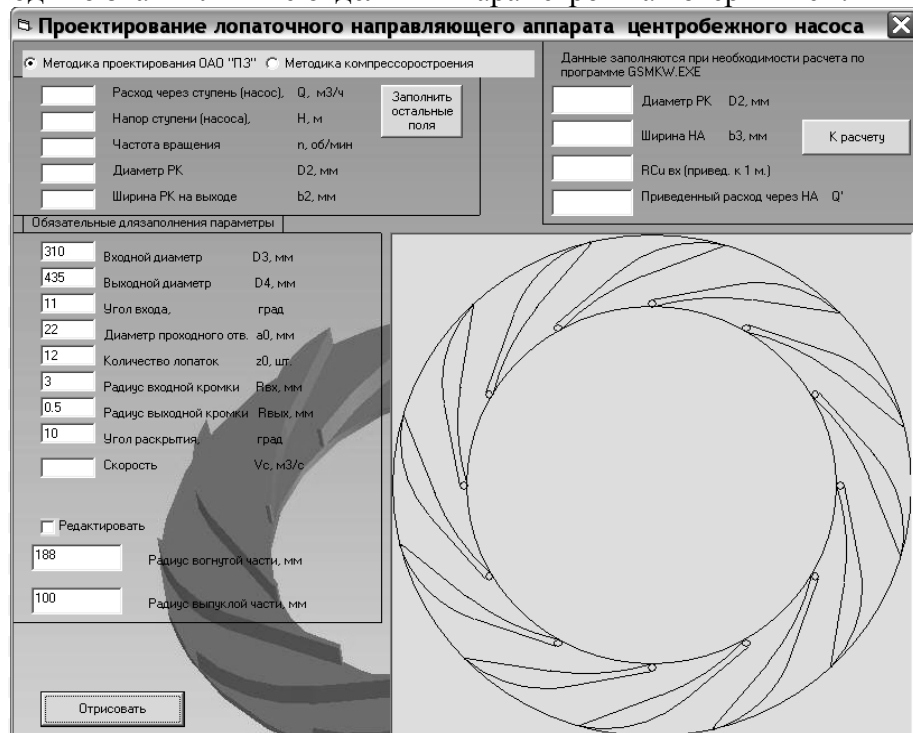 Проектирование лопаточного направляющего аппарата центробежного насоса
Методика проектирования ОАО "ПЗ" Методика компрессоростроения
Расход через ступень (насос), Q, м3/ч
Напор ступени (насоса), Н, м
Частота вращения n, об/мин
Диаметр РК D2, мм
Ширина РК на выходе b2, мм
Заполнить
остальные
поля
Данные заполняются при необходимости расчета по
программе GSMKW.EXE
Диаметр РК D2, мм
Ширина НА b3, мм
RCu вх (привед. к 1 м.)
Приведенный расход через НА Q'
К расчету
Обязательные длязаполнения параметры
310 Входной диаметр D3, мм
435 Выходной диаметр D4, мм
11 Угол входа, град
22 Диаметр проходного отв. a0, мм
12 Количество лопаток z0, шт
3 Радиус входной кромки Rвх, мм
0.5 Радиус выходной кромки Rвых, мм
10 Угол раскрытия, град
Скорость Vc, м3/с
Редактировать
188 Радиус вогнутой части, мм
100 Радиус выпуклой части, мм
Отрисовать